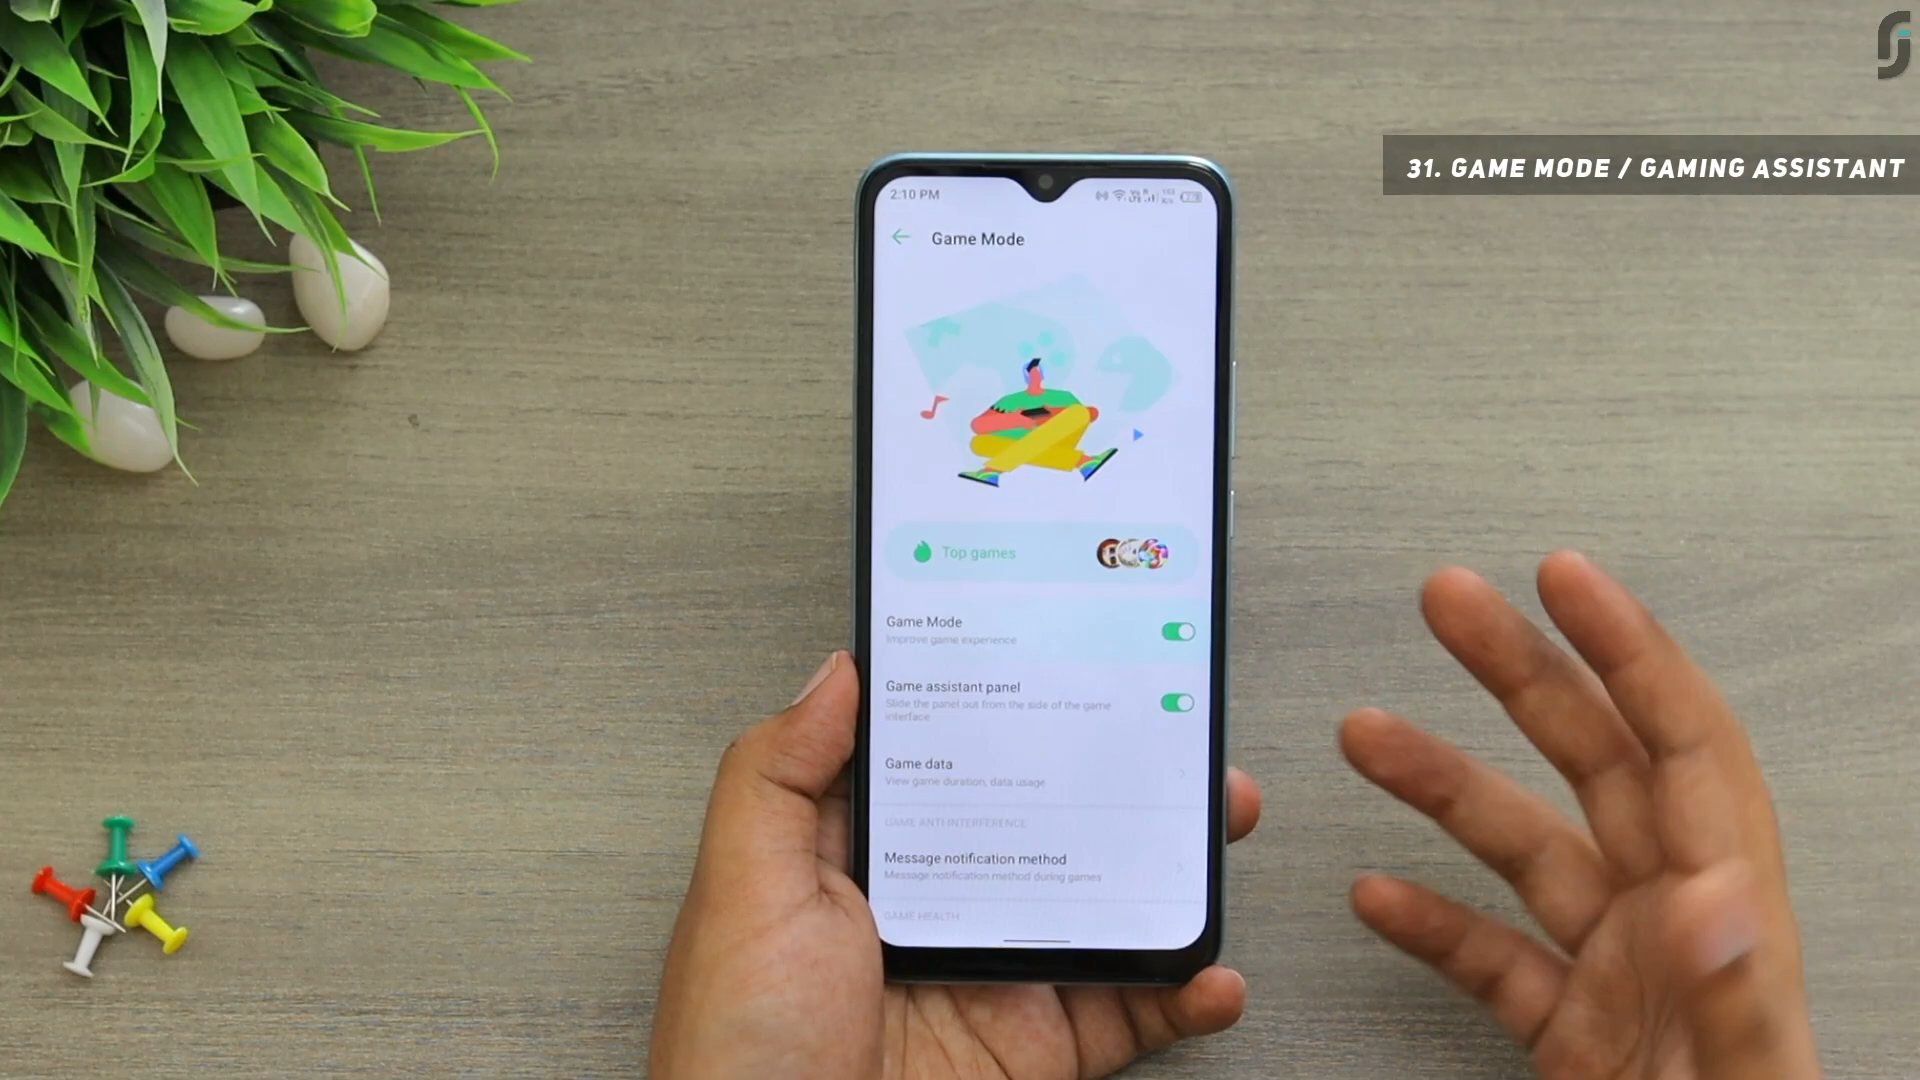 31. GAME MODE / GAMING ASSISTANT
2:10 PM
Game Mode
Top games
Game Mode
Improve game experience
Game assistant panel
Slide the panel out from the side of the game
interface
Game data
View game duration, data usage
GAME ANTI INTERFERENCE
Message notification method
Message notification method during games
GAME HEALTH